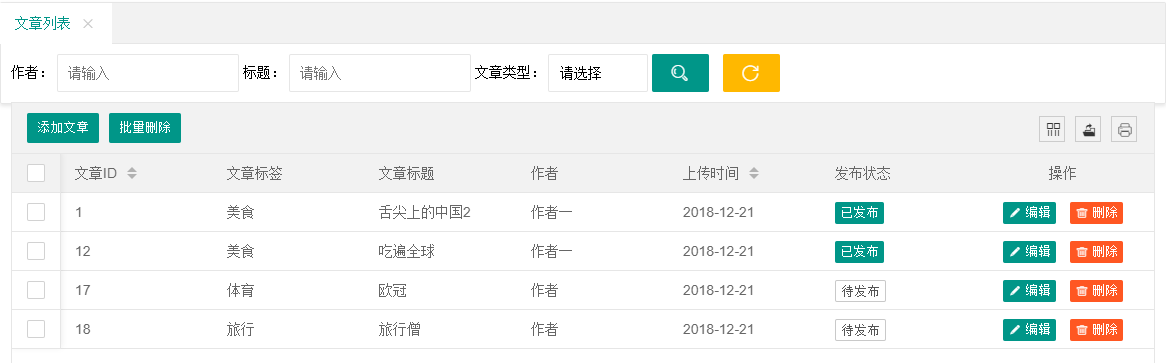 文章列表
作者： 请输入 标题： 请输入 文章类型： 请选择
添加文章 批量删除
文章ID 文章标签 文章标题 作者 上传时间 发布状态 操作
1 美食 舌尖上的中国2 作者一 2018-12-21 已发布 编辑 删除
12 美食 吃遍全球 作者一 2018-12-21 已发布 编辑 删除
17 体育 欧冠 作者 2018-12-21 待发布 编辑 删除
18 旅行 旅行僧 作者 2018-12-21 待发布 编辑 删除